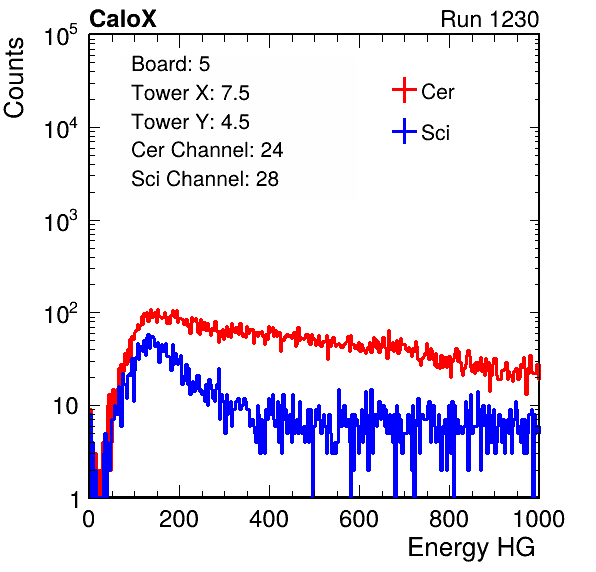 CaloX
Run 1230
Counts
10^5
10^4
10^3
10^2
10
1
Board: 5
Tower X: 7.5
Tower Y: 4.5
Cer Channel: 24
Sci Channel: 28
Cer
Sci
0 200 400 600 800 1000
Energy HG